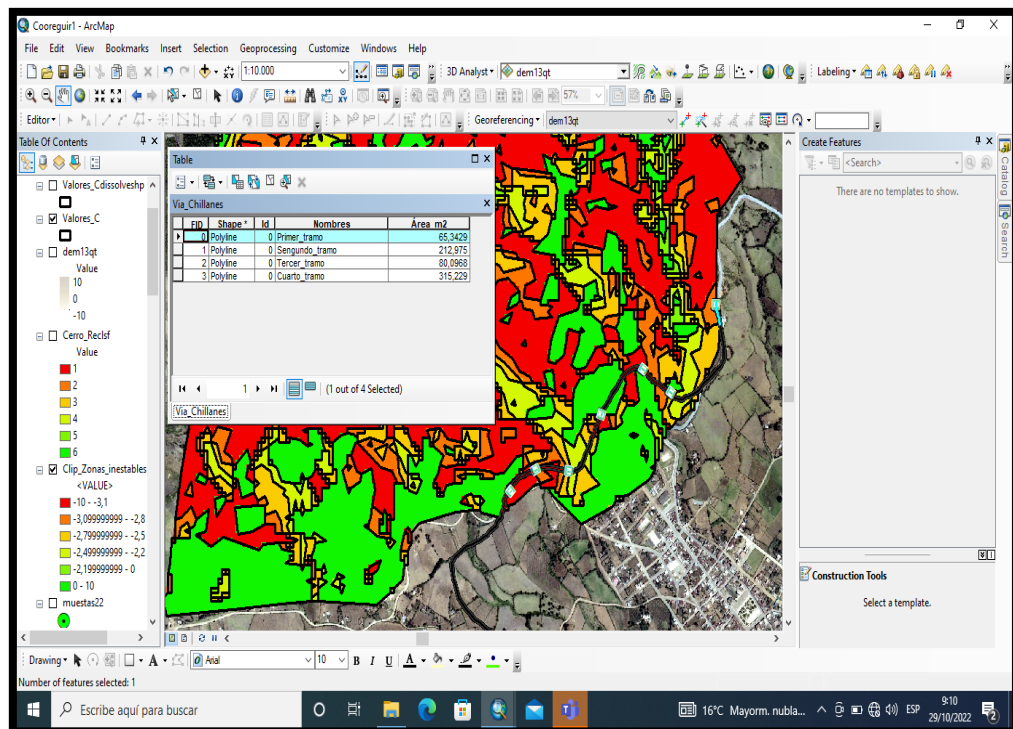 Cooreguir1 - ArcMap
File Edit View Bookmarks Insert Selection Geoprocessing Customize Windows Help
1:10.000
3D Analyst
dem13qt
Labeling
57%
Editor
Georeferencing
dem13qt
Table Of Contents
Valores_Cdissolveshp
Valores_C
dem13qt
Value
10
0
-10
Cerro_Reclsf
Value
1
2
3
4
5
6
Clip_Zonas_inestables
<VALUE>
-10 - -3,1
-3,099999999 - -2,8
-2,799999999 - -2,5
-2,499999999 - -2,2
-2,199999999 - 0
0 - 10
muestas22
Table
Via_Chillanes
FID Shape * Id Nombres Área_m2
0 Polyline 0 Primer_tramo 65,3429
1 Polyline 0 Sengundo_tramo 212,975
2 Polyline 0 Tercer_tramo 80,0968
3 Polyline 0 Cuarto_tramo 315,229
1
(1 out of 4 Selected)
Via_Chillanes
Create Features
<Search>
There are no templates to show.
Construction Tools
Select a template.
Catalog
Search
Drawing
A
Arial
10
B I U A
Number of features selected: 1
Escribe aquí para buscar
16°C Mayorm. nubla...
ESP
9:10
29/10/2022
2